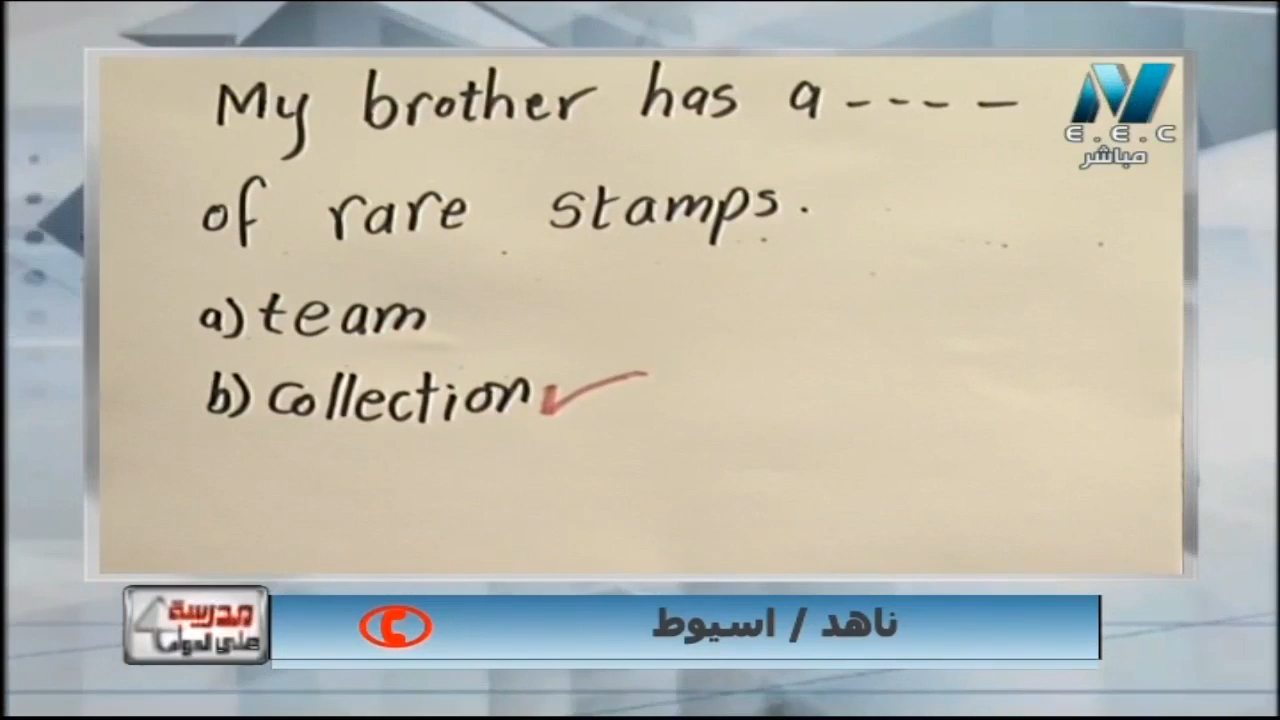 My brother has a ----
of rare stamps.
a) team
b) collection
E.E.C
مباشر
ناهد / اسيوط
مدرسة
على الهواء